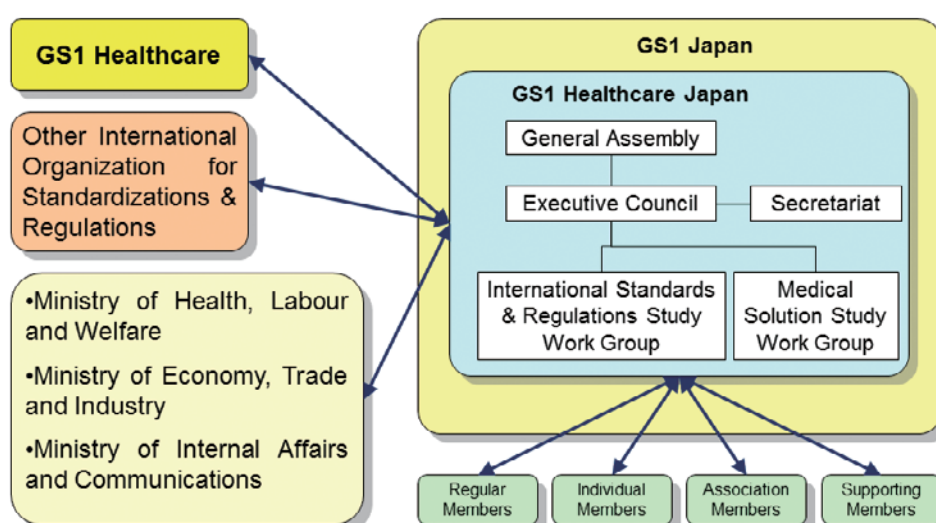 GS1 Healthcare
Other International
Organization for
Standardizations &
Regulations
•Ministry of Health, Labour
and Welfare
•Ministry of Economy, Trade
and Industry
•Ministry of Internal Affairs
and Communications
GS1 Japan
GS1 Healthcare Japan
General Assembly
Executive Council
Secretariat
International Standards
& Regulations Study
Work Group
Medical
Solution Study
Work Group
Regular
Members
Individual
Members
Association
Members
Supporting
Members